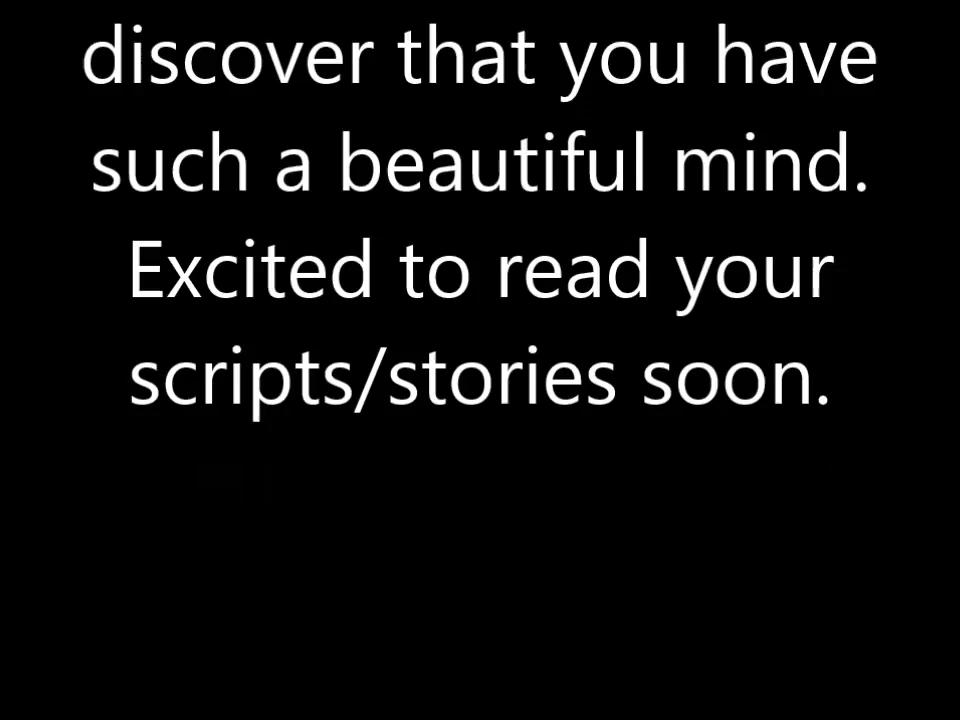 discover that you have
such a beautiful mind.
Excited to read your
scripts/stories soon.